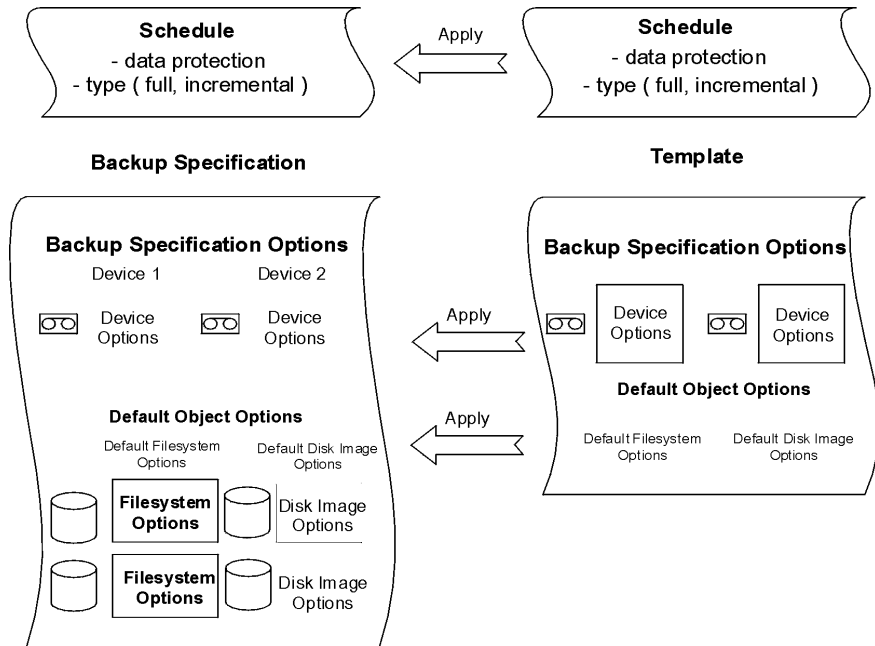 Schedule
- data protection
- type ( full, incremental )
Apply
Schedule
- data protection
- type ( full, incremental )
Backup Specification
Template
Backup Specification Options
Device 1
Device 2
Device
Options
Device
Options
Apply
Backup Specification Options
Device
Options
Device
Options
Default Object Options
Default Filesystem
Options
Default Disk Image
Options
Apply
Default Object Options
Default Filesystem
Options
Default Disk Image
Options
Filesystem
Options
Disk Image
Options
Filesystem
Options
Disk Image
Options